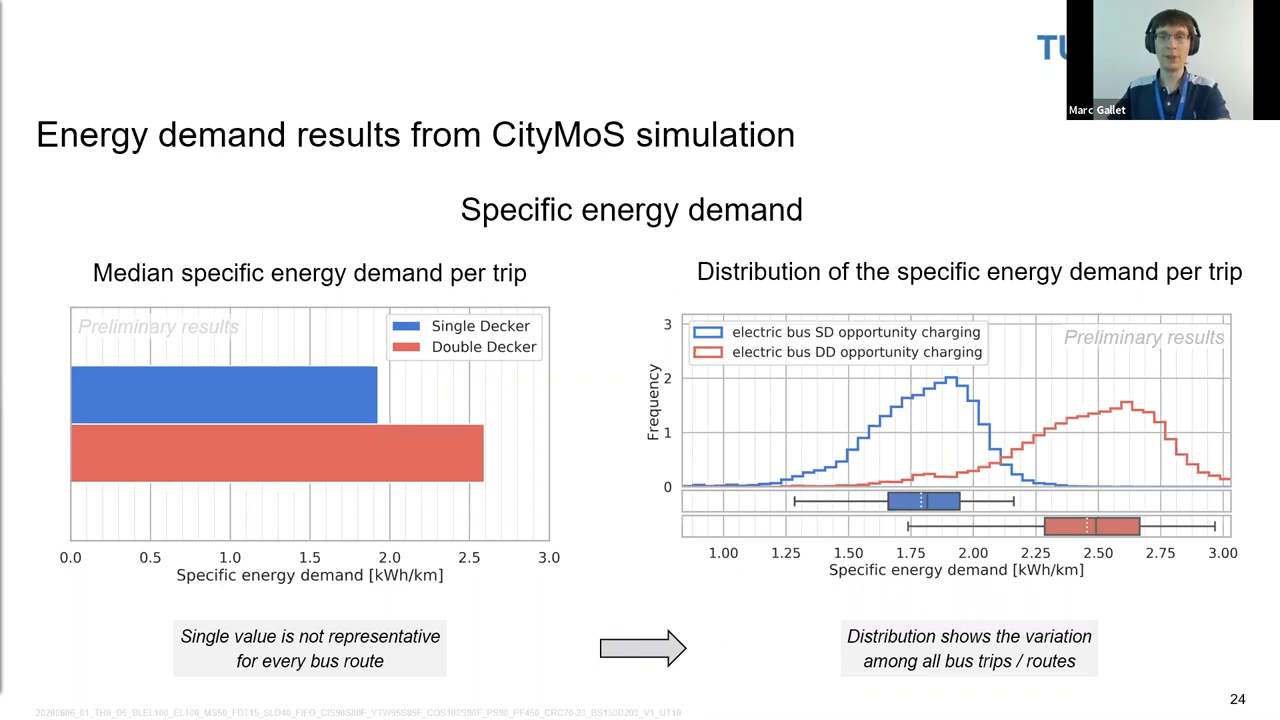 TU
Marc Gallet
Energy demand results from CityMoS simulation
Specific energy demand
Median specific energy demand per trip
Preliminary results
Single Decker
Double Decker
0.0 0.5 1.0 1.5 2.0 2.5 3.0
Specific energy demand [kWh/km]
Single value is not representative
for every bus route
Distribution of the specific energy demand per trip
electric bus SD opportunity charging
electric bus DD opportunity charging
Preliminary results
Frequency
3
2
1
0
1.00 1.25 1.50 1.75 2.00 2.25 2.50 2.75 3.00
Specific energy demand [kWh/km]
Distribution shows the variation
among all bus trips / routes
24